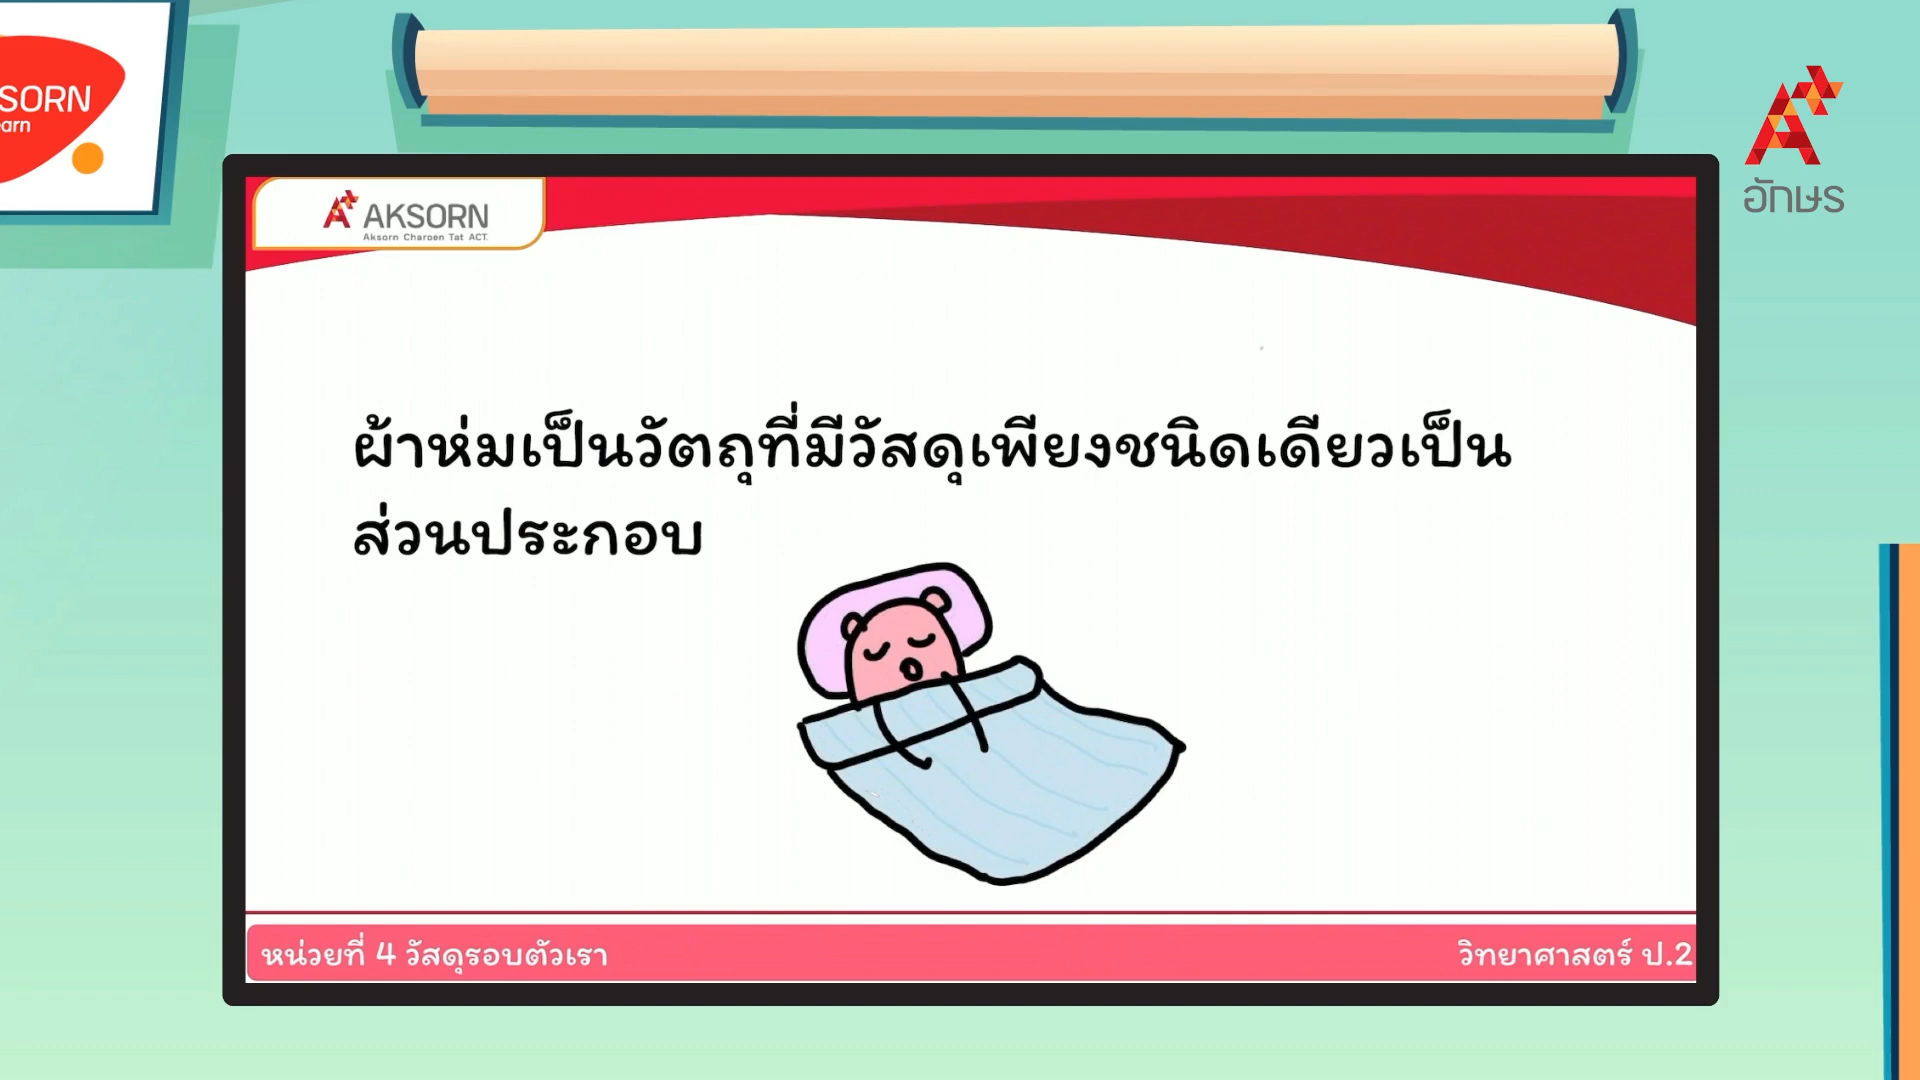 SORN
earn
อักษร
AKSORN
Aksorn Charoen Tat ACT.
ผ้าห่มเป็นวัตถุที่มีวัสดุเพียงชนิดเดียวเป็น
ส่วนประกอบ
หน่วยที่ 4 วัสดุรอบตัวเรา
วิทยาศาสตร์ ป.2